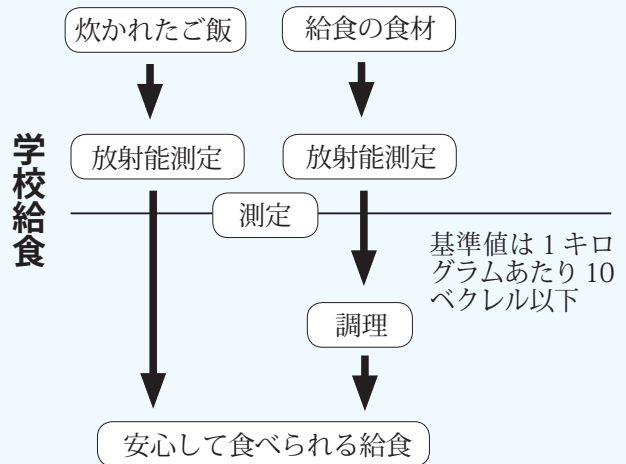 学校給食
炊かれたご飯
給食の食材
放射能測定
放射能測定
測定
基準値は 1 キロ
グラムあたり 10
ベクレル以下
調理
安心して食べられる給食